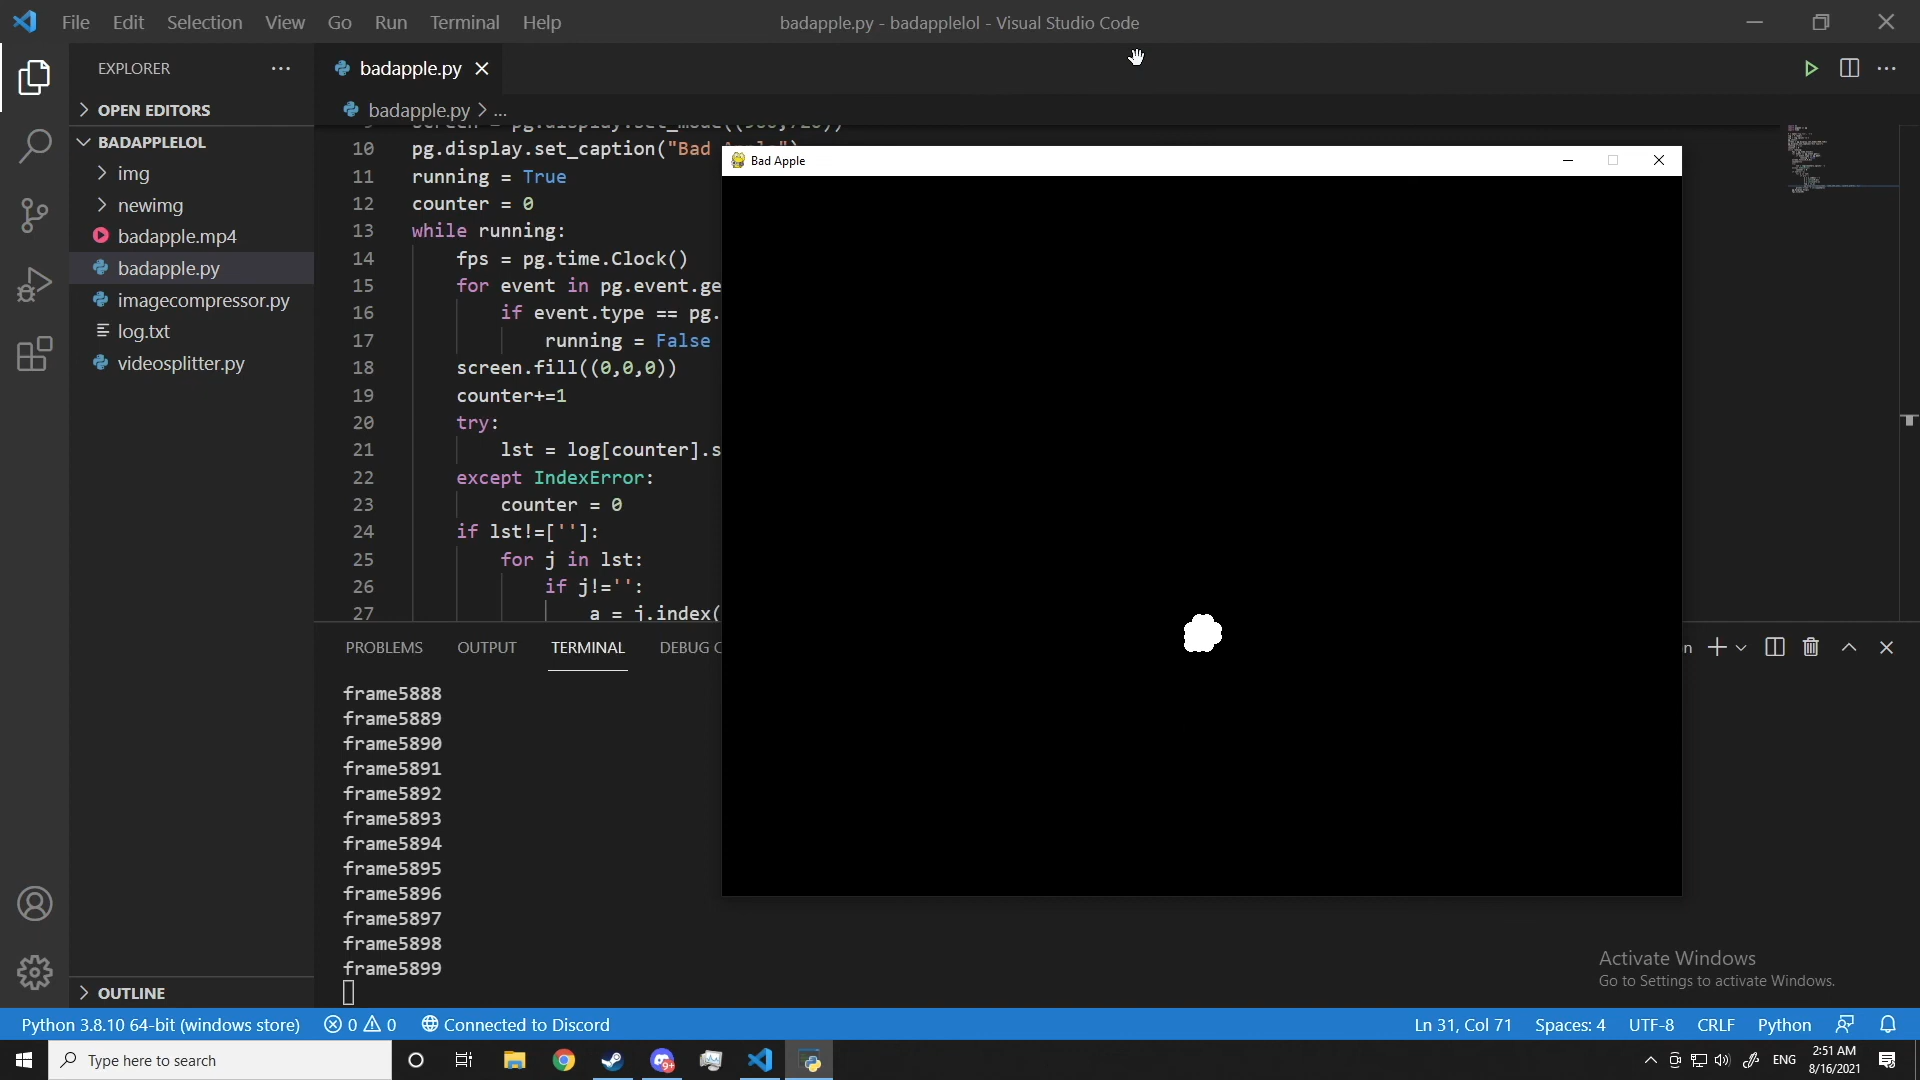 File Edit Selection View Go Run Terminal Help
badapple.py - badapplelol - Visual Studio Code
EXPLORER
OPEN EDITORS
BADAPPLELOL
img
newimg
badapple.mp4
badapple.py
imagecompressor.py
log.txt
videosplitter.py
OUTLINE
badapple.py
badapple.py > ...
10 pg.display.set_caption("Bad
11 running = True
12 counter = 0
13 while running:
14 fps = pg.time.Clock()
15 for event in pg.event.ge
16 if event.type == pg.
17 running = False
18 screen.fill((0,0,0))
19 counter+=1
20 try:
21 lst = log[counter].s
22 except IndexError:
23 counter = 0
24 if lst!=['']:
25 for j in lst:
26 if j!='':
27 a = j.index(
Bad Apple
PROBLEMS OUTPUT TERMINAL DEBUG C
frame5888
frame5889
frame5890
frame5891
frame5892
frame5893
frame5894
frame5895
frame5896
frame5897
frame5898
frame5899
Activate Windows
Go to Settings to activate Windows.
Python 3.8.10 64-bit (windows store) 0 0 Connected to Discord
Ln 31, Col 71 Spaces: 4 UTF-8 CRLF Python
Type here to search
ENG
2:51 AM
8/16/2021